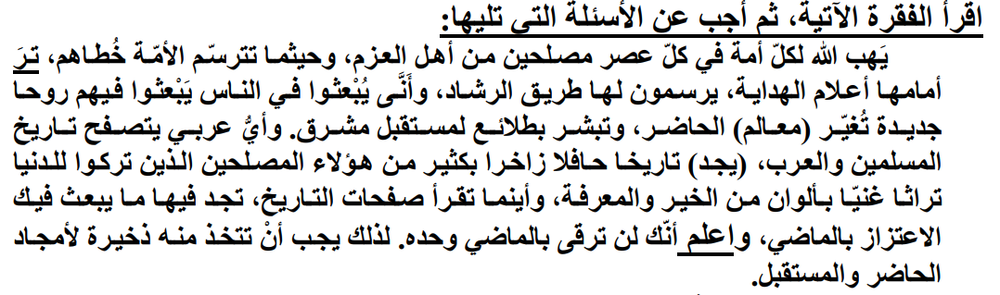 اقرأ الفقرة الآتية، ثم أجب عن الأسئلة التي تليها:
يَهب الله لكلّ أمة في كلّ عصر مصلحين من أهل العزم، وحيثما تترسّم الأمّة خُطاهم، تَرَ
أمامها أعلام الهداية، يرسمون لها طريق الرشاد، وأَنَّى يُبْعثوا في الناس يَبْعثوا فيهم روحا
جديدة تُغيّر (معالم) الحاضر، وتبشر بطلائع لمستقبل مشرق. وأيُّ عربي يتصفح تاريخ
المسلمين والعرب، (يجد) تاريخا حافلا زاخرا بكثير من هؤلاء المصلحين الذين تركوا للدنيا
تراثا غنيّا بألوان من الخير والمعرفة، وأينما تقرأ صفحات التاريخ، تجد فيها ما يبعث فيك
الاعتزاز بالماضي، واعلم أنّك لن ترقى بالماضي وحده. لذلك يجب أنْ تتخذ منه ذخيرة لأمجاد
الحاضر والمستقبل.